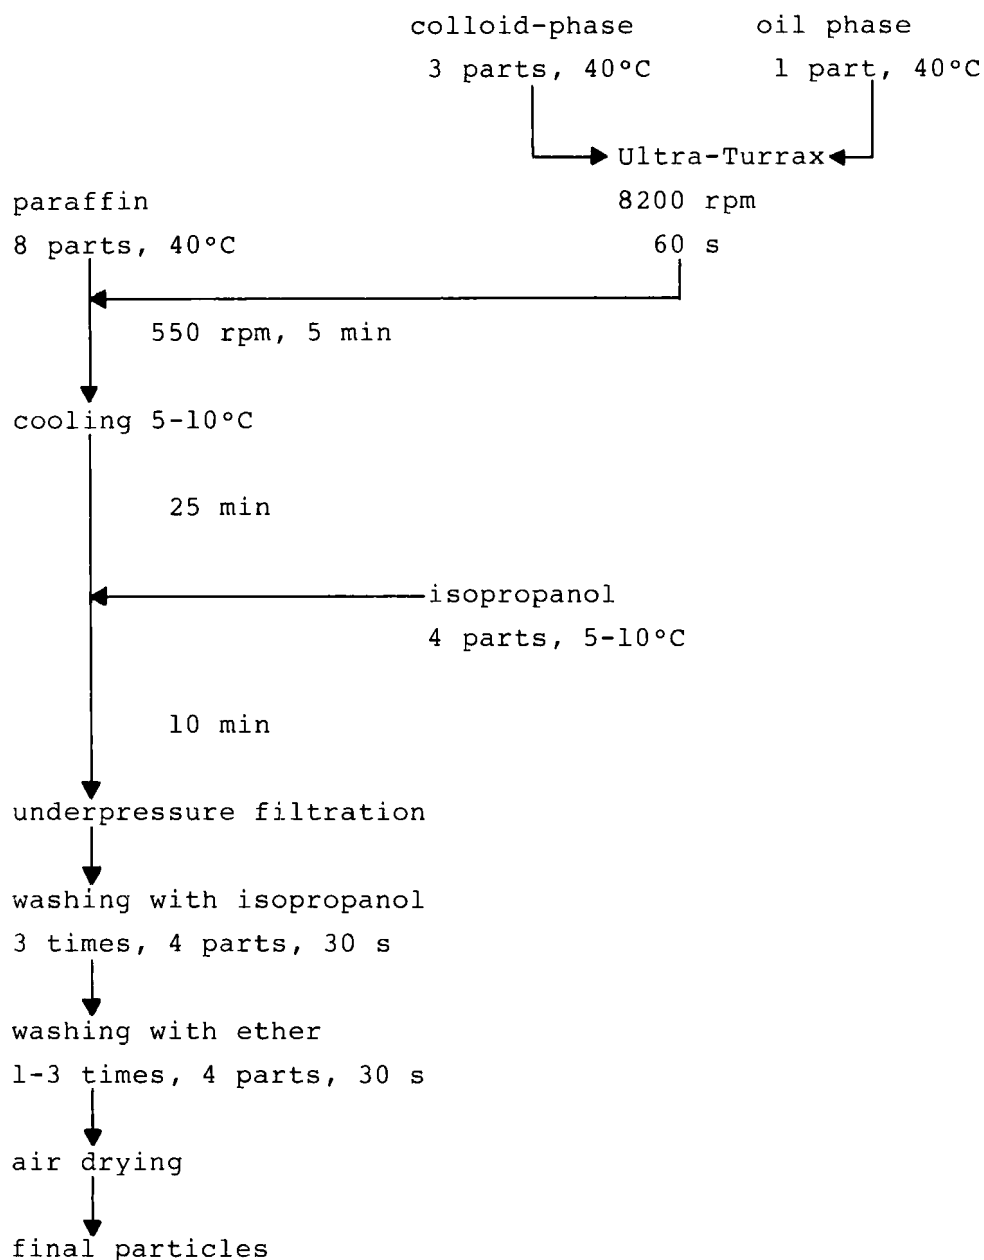 colloid-phase oil phase
3 parts, 40°C 1 part, 40°C
Ultra-Turrax
paraffin 8200 rpm
8 parts, 40°C 60 s
550 rpm, 5 min
cooling 5-10°C
25 min
isopropanol
4 parts, 5-10°C
10 min
underpressure filtration
washing with isopropanol
3 times, 4 parts, 30 s
washing with ether
1-3 times, 4 parts, 30 s
air drying
final particles